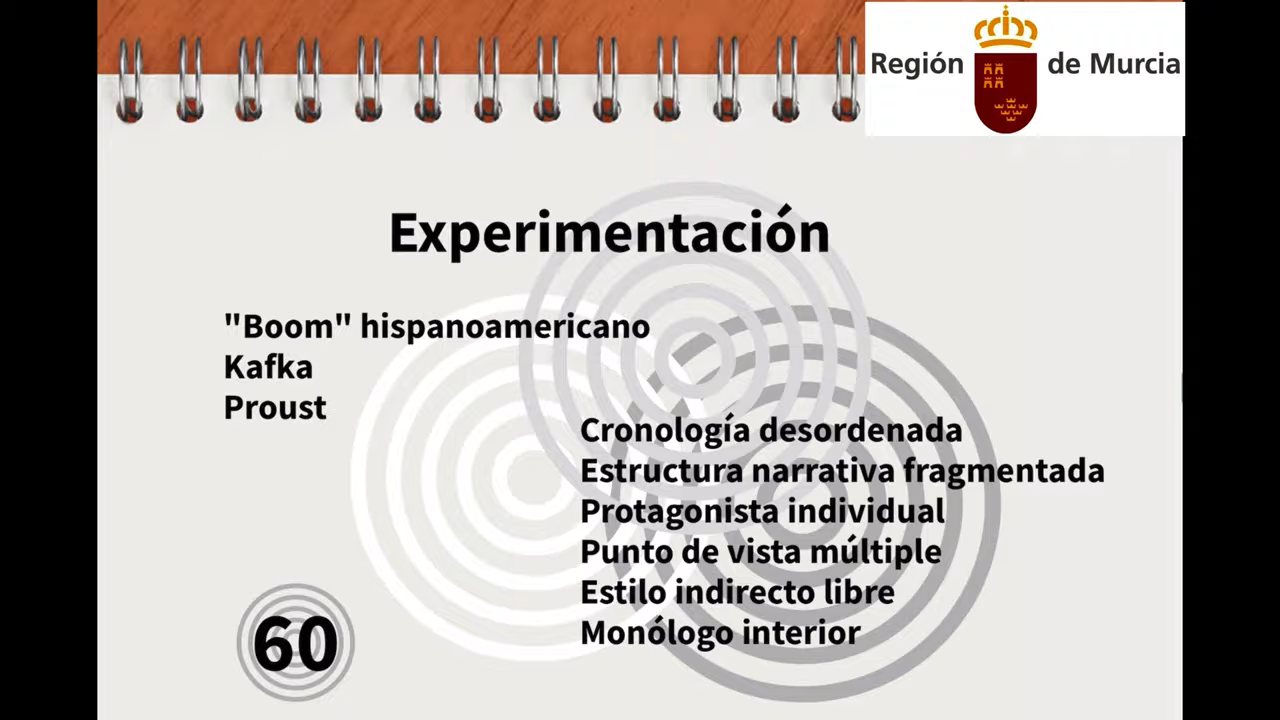 Región de Murcia
Experimentación
"Boom" hispanoamericano
Kafka
Proust
Cronología desordenada
Estructura narrativa fragmentada
Protagonista individual
Punto de vista múltiple
Estilo indirecto libre
Monólogo interior
60